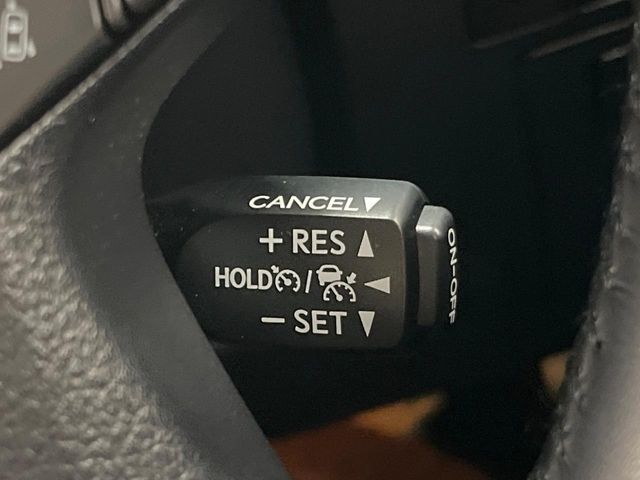 CANCEL▼
+ RES ▲
HOLD / ◀
− SET ▼
ON-OFF